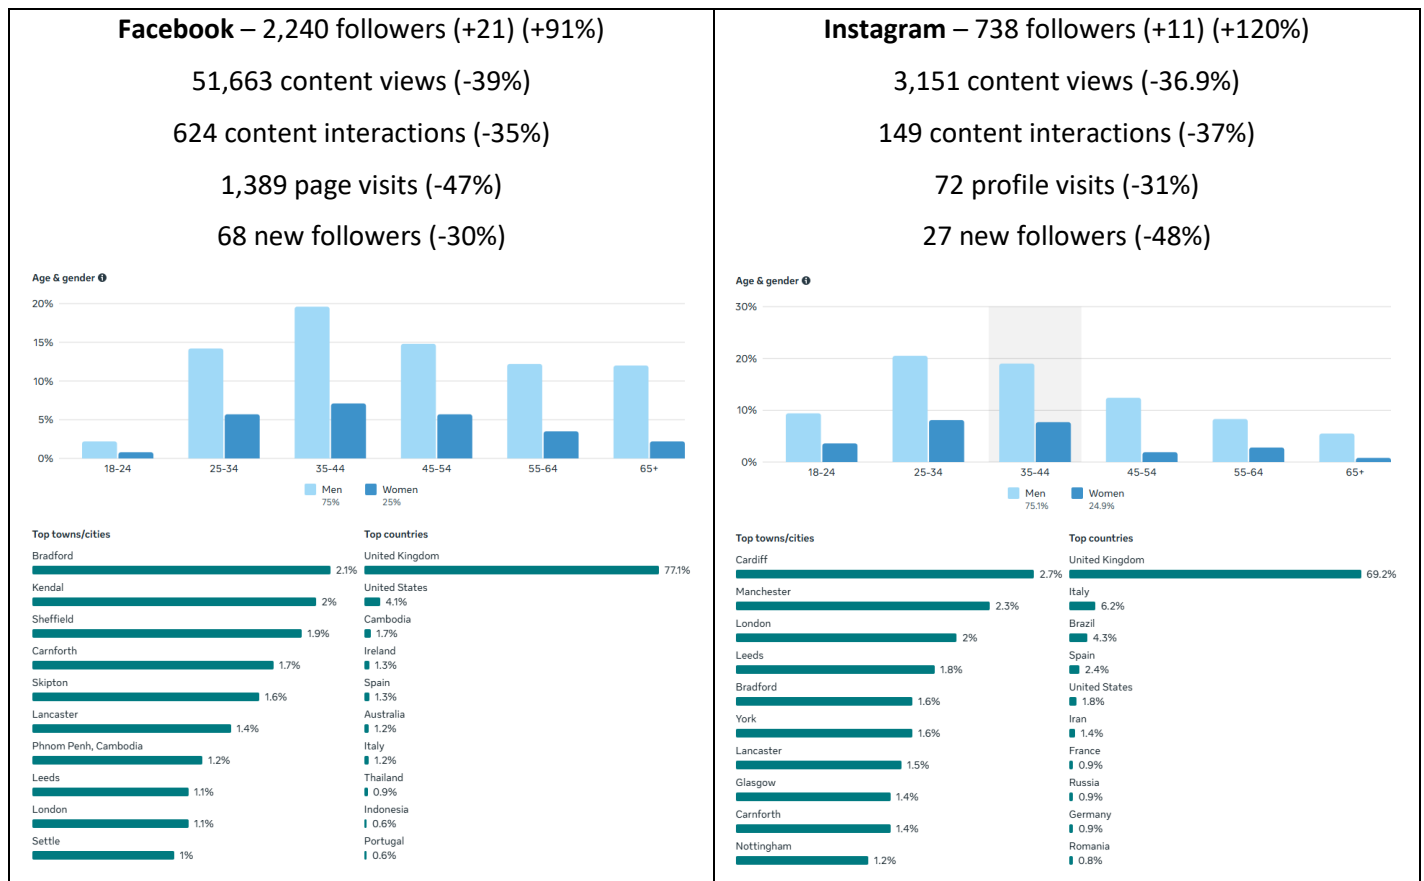 Facebook – 2,240 followers (+21) (+91%)
51,663 content views (-39%)
624 content interactions (-35%)
1,389 page visits (-47%)
68 new followers (-30%)
Age & gender
20%
15%
10%
5%
0%
18-24 25-34 35-44 45-54 55-64 65+
Men Women
75% 25%
Top towns/cities
Bradford
2.1%
Kendal
2%
Sheffield
1.9%
Carnforth
1.7%
Skipton
1.6%
Lancaster
1.4%
Phnom Penh, Cambodia
1.2%
Leeds
1.1%
London
1.1%
Settle
1%
Top countries
United Kingdom
77.1%
United States
4.1%
Cambodia
1.7%
Ireland
1.3%
Spain
1.3%
Australia
1.2%
Italy
1.2%
Thailand
0.9%
Indonesia
0.6%
Portugal
0.6%
Instagram – 738 followers (+11) (+120%)
3,151 content views (-36.9%)
149 content interactions (-37%)
72 profile visits (-31%)
27 new followers (-48%)
Age & gender
30%
20%
10%
0%
18-24 25-34 35-44 45-54 55-64 65+
Men Women
75.1% 24.9%
Top towns/cities
Cardiff
2.7%
Manchester
2.3%
London
2%
Leeds
1.8%
Bradford
1.6%
York
1.6%
Lancaster
1.5%
Glasgow
1.4%
Carnforth
1.4%
Nottingham
1.2%
Top countries
United Kingdom
69.2%
Italy
6.2%
Brazil
4.3%
Spain
2.4%
United States
1.8%
Iran
1.4%
France
0.9%
Russia
0.9%
Germany
0.9%
Romania
0.8%